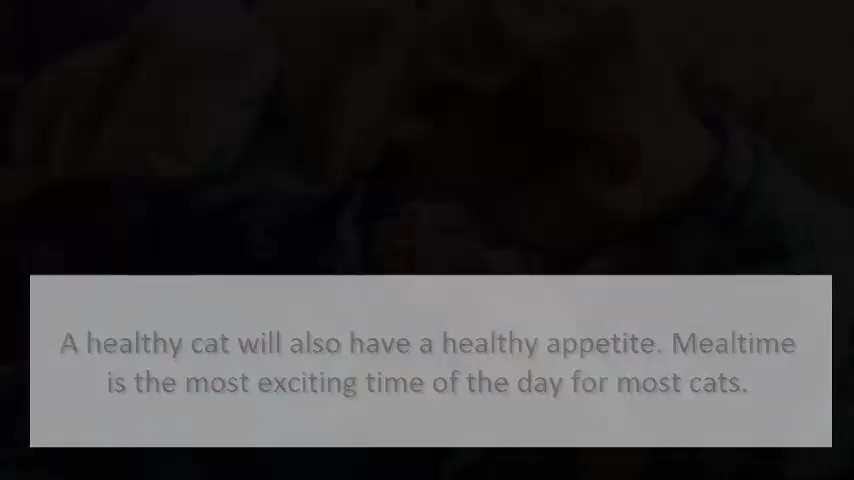 A healthy cat will also have a healthy appetite. Mealtime
is the most exciting time of the day for most cats.